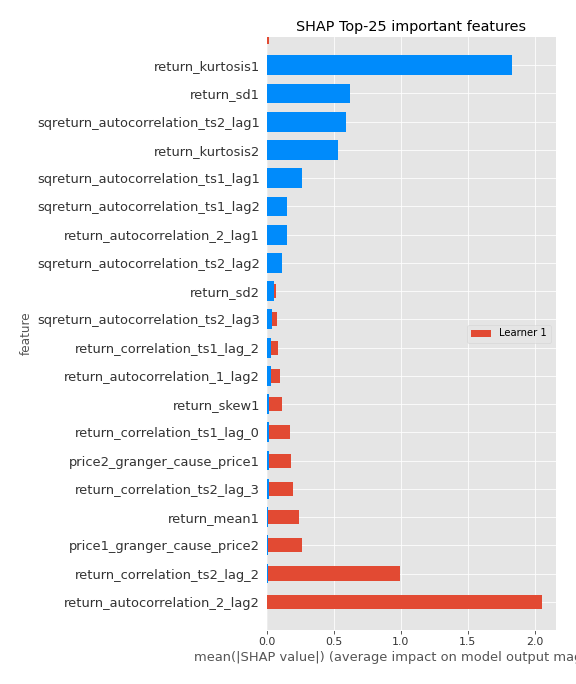 SHAP Top-25 important features
return_kurtosis1
return_sd1
sqreturn_autocorrelation_ts2_lag1
return_kurtosis2
sqreturn_autocorrelation_ts1_lag1
sqreturn_autocorrelation_ts1_lag2
return_autocorrelation_2_lag1
sqreturn_autocorrelation_ts2_lag2
return_sd2
sqreturn_autocorrelation_ts2_lag3
return_correlation_ts1_lag_2
return_autocorrelation_1_lag2
return_skew1
return_correlation_ts1_lag_0
price2_granger_cause_price1
return_correlation_ts2_lag_3
return_mean1
price1_granger_cause_price2
return_correlation_ts2_lag_2
return_autocorrelation_2_lag2
feature
Learner 1
0.0 0.5 1.0 1.5 2.0
mean(|SHAP value|) (average impact on model output mag